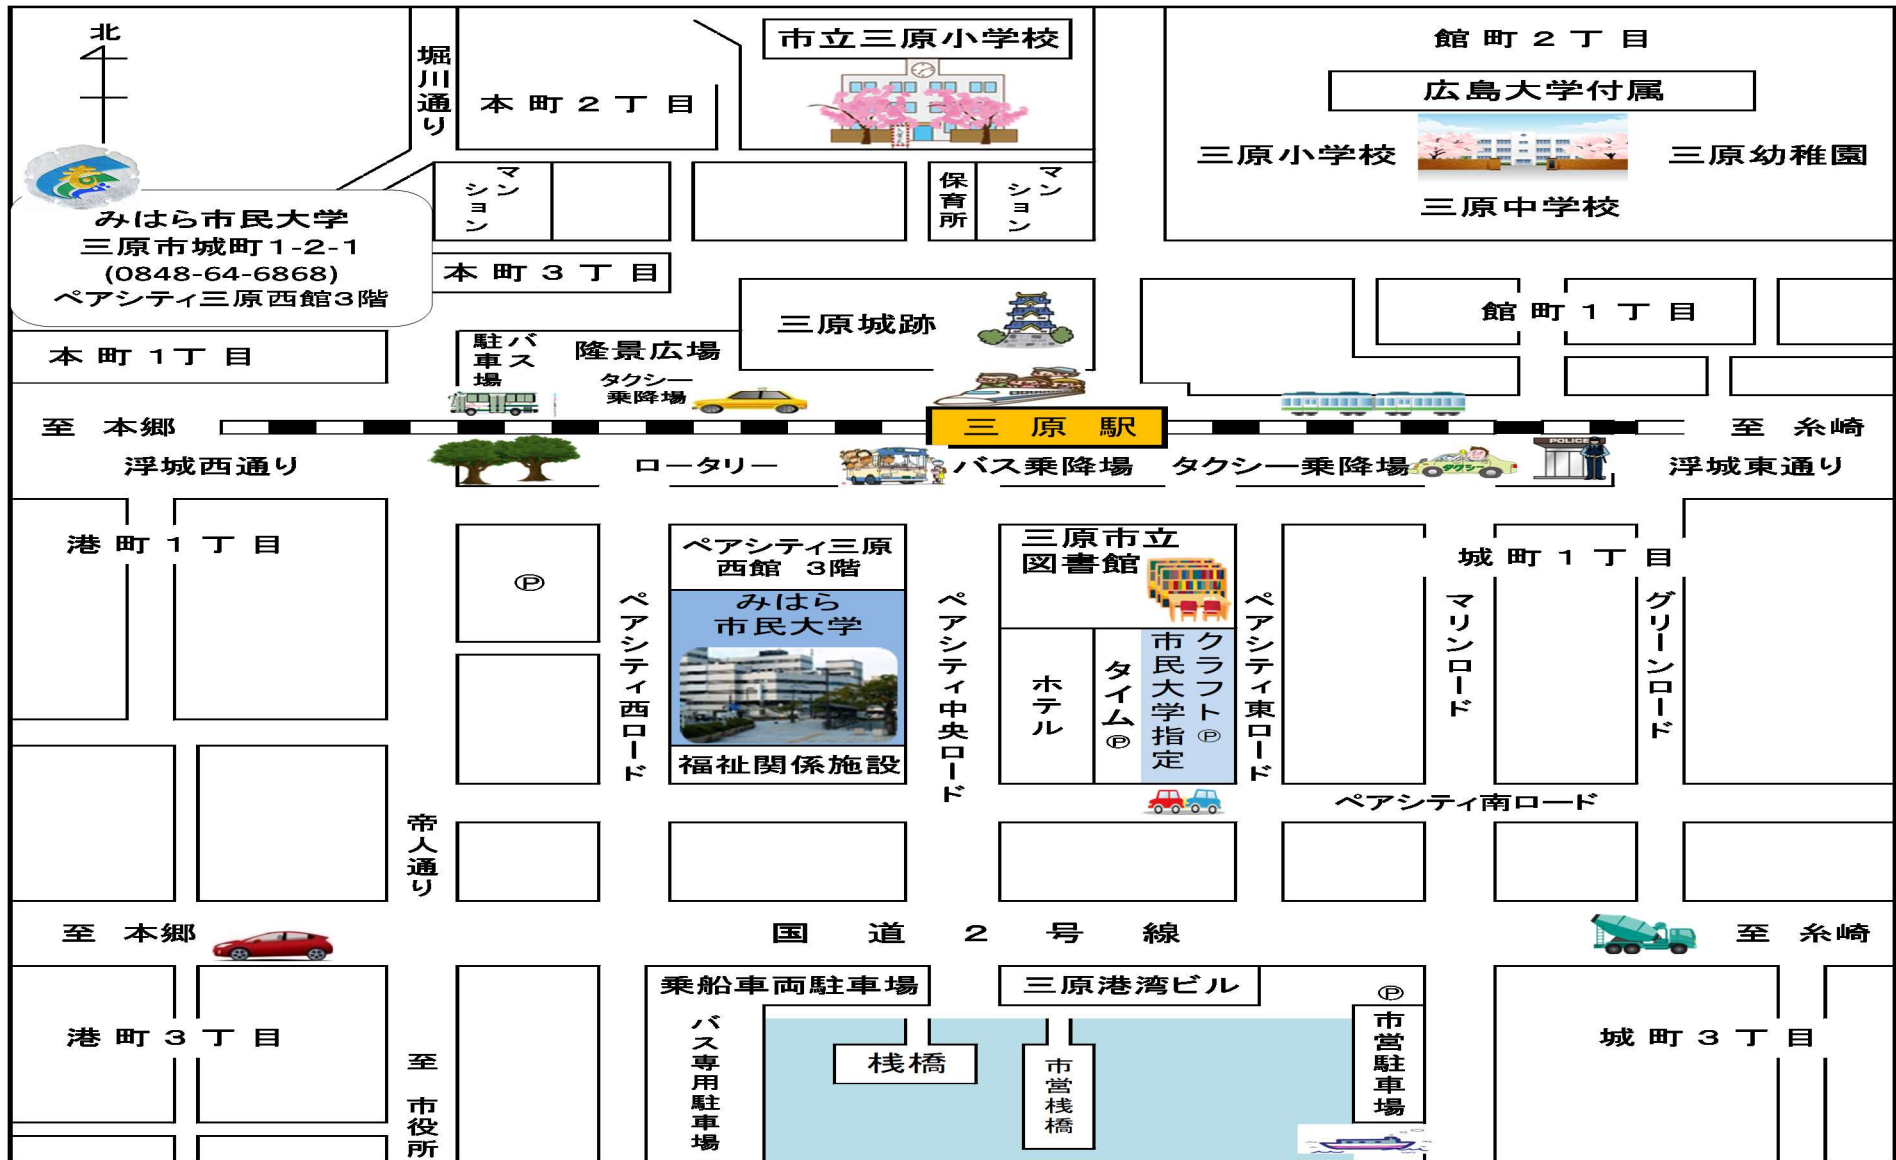 北
堀川通り
本町2丁目
市立三原小学校
館町2丁目
広島大学付属
三原小学校
三原幼稚園
三原中学校
マンション
保育所
マンション
みはら市民大学
三原市城町1-2-1
(0848-64-6868)
ペアシティ三原西館3階
本町3丁目
三原城跡
館町1丁目
本町1丁目
バス
駐車場
隆景広場
タクシー
乗降場
至 本郷
三原駅
至 糸崎
浮城西通り
ロータリー
バス乗降場
タクシー乗降場
タクシー
POLICE
浮城東通り
港町1丁目
Ⓟ
ペアシティ西ロード
ペアシティ三原
西館 3階
みはら
市民大学
福祉関係施設
ペアシティ中央ロード
三原市立
図書館
ホテル
タイムⓅ
クラフトⓅ
市民大学指定
ペアシティ東ロード
城町1丁目
マリンロード
グリーンロード
ペアシティ南ロード
帝人通り
至 本郷
国道2号線
至 糸崎
乗船車両駐車場
三原港湾ビル
Ⓟ
市営駐車場
港町3丁目
バス専用駐車場
桟橋
市営桟橋
城町3丁目
至 市役所